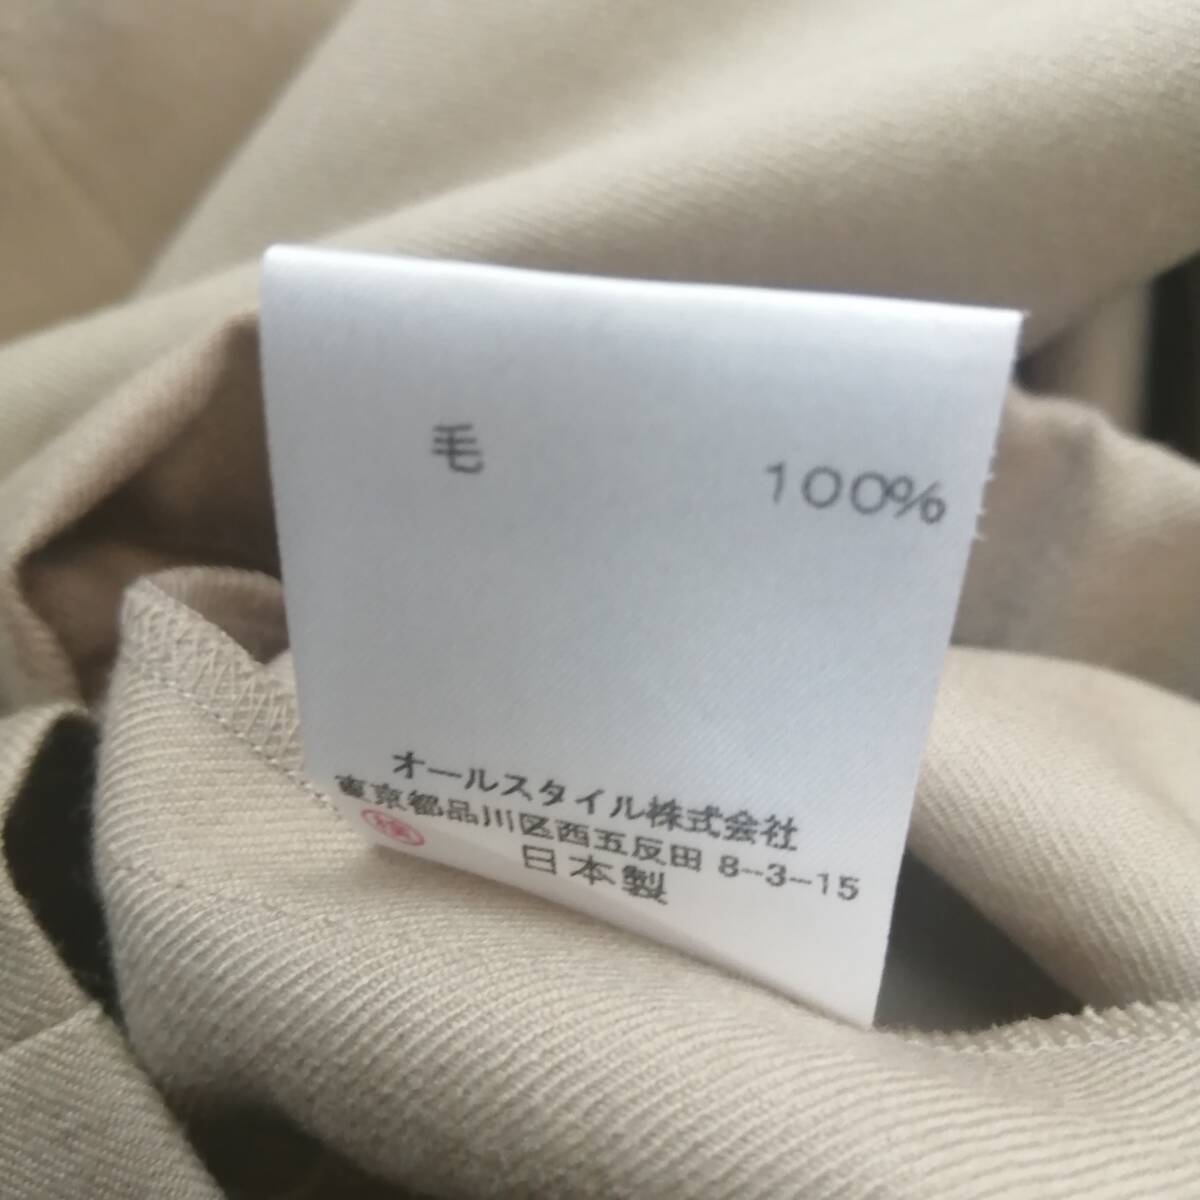 毛 100%
オールスタイル株式会社
東京都品川区西五反田 8-3-15
検
日本製